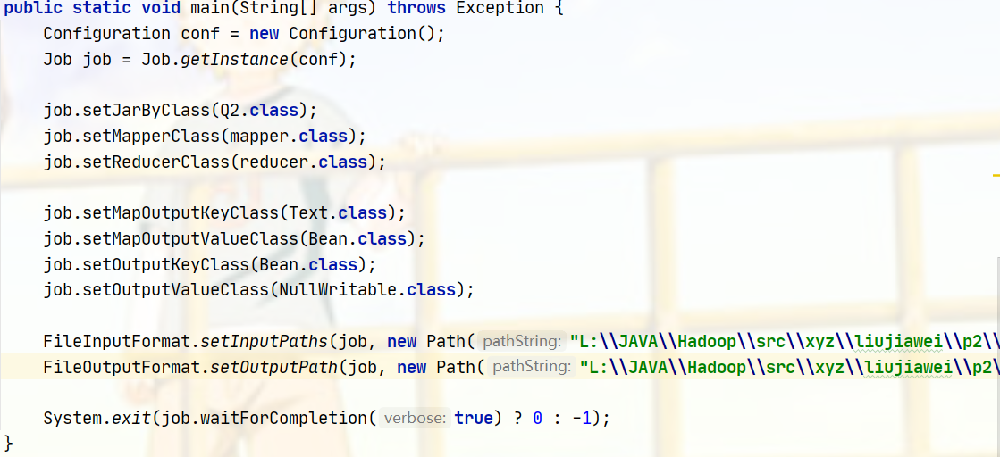 public static void main(String[] args) throws Exception {
    Configuration conf = new Configuration();
    Job job = Job.getInstance(conf);

    job.setJarByClass(Q2.class);
    job.setMapperClass(mapper.class);
    job.setReducerClass(reducer.class);

    job.setMapOutputKeyClass(Text.class);
    job.setMapOutputValueClass(Bean.class);
    job.setOutputKeyClass(Bean.class);
    job.setOutputValueClass(NullWritable.class);

    FileInputFormat.setInputPaths(job, new Path( pathString: "L:\\JAVA\\Hadoop\\src\\xyz\\liujiawei\\p2\\
    FileOutputFormat.setOutputPath(job, new Path( pathString: "L:\\JAVA\\Hadoop\\src\\xyz\\liujiawei\\p2\

    System.exit(job.waitForCompletion( verbose: true) ? 0 : -1);
}